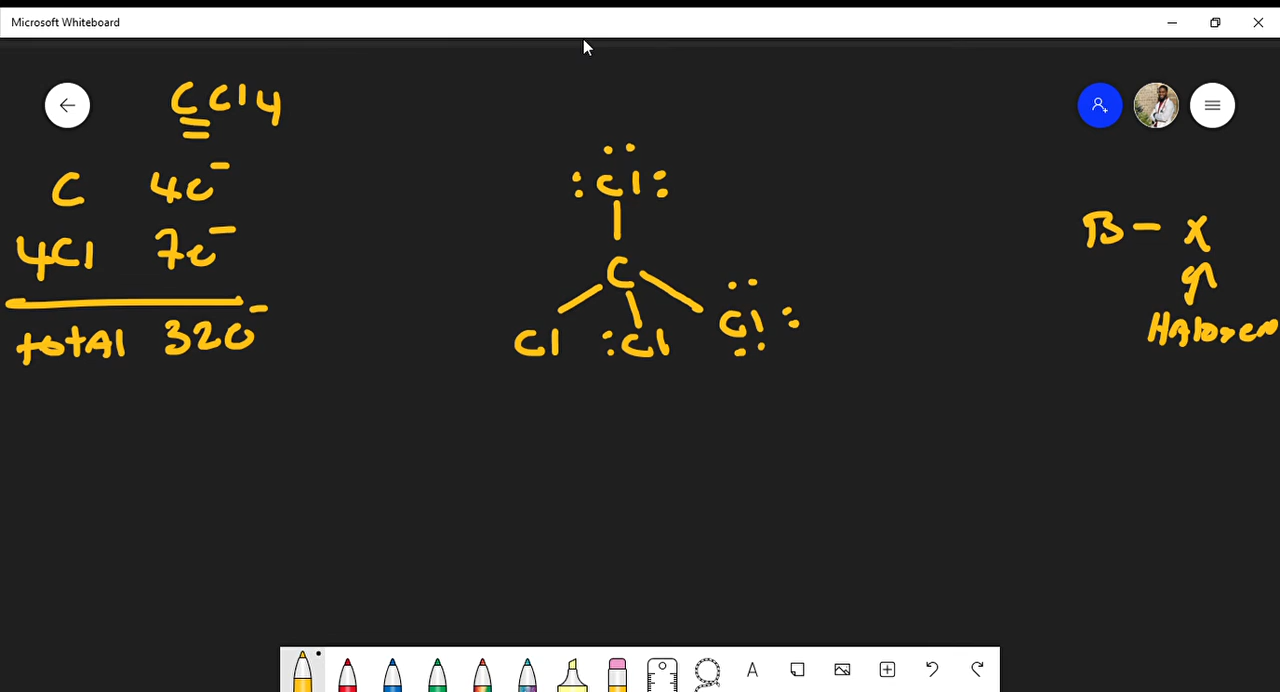 Microsoft Whiteboard
CCl4
C 4e⁻
4Cl 7e⁻
total 32e⁻
:Cl:
C
Cl :Cl Cl:
B - X
Halogen
A